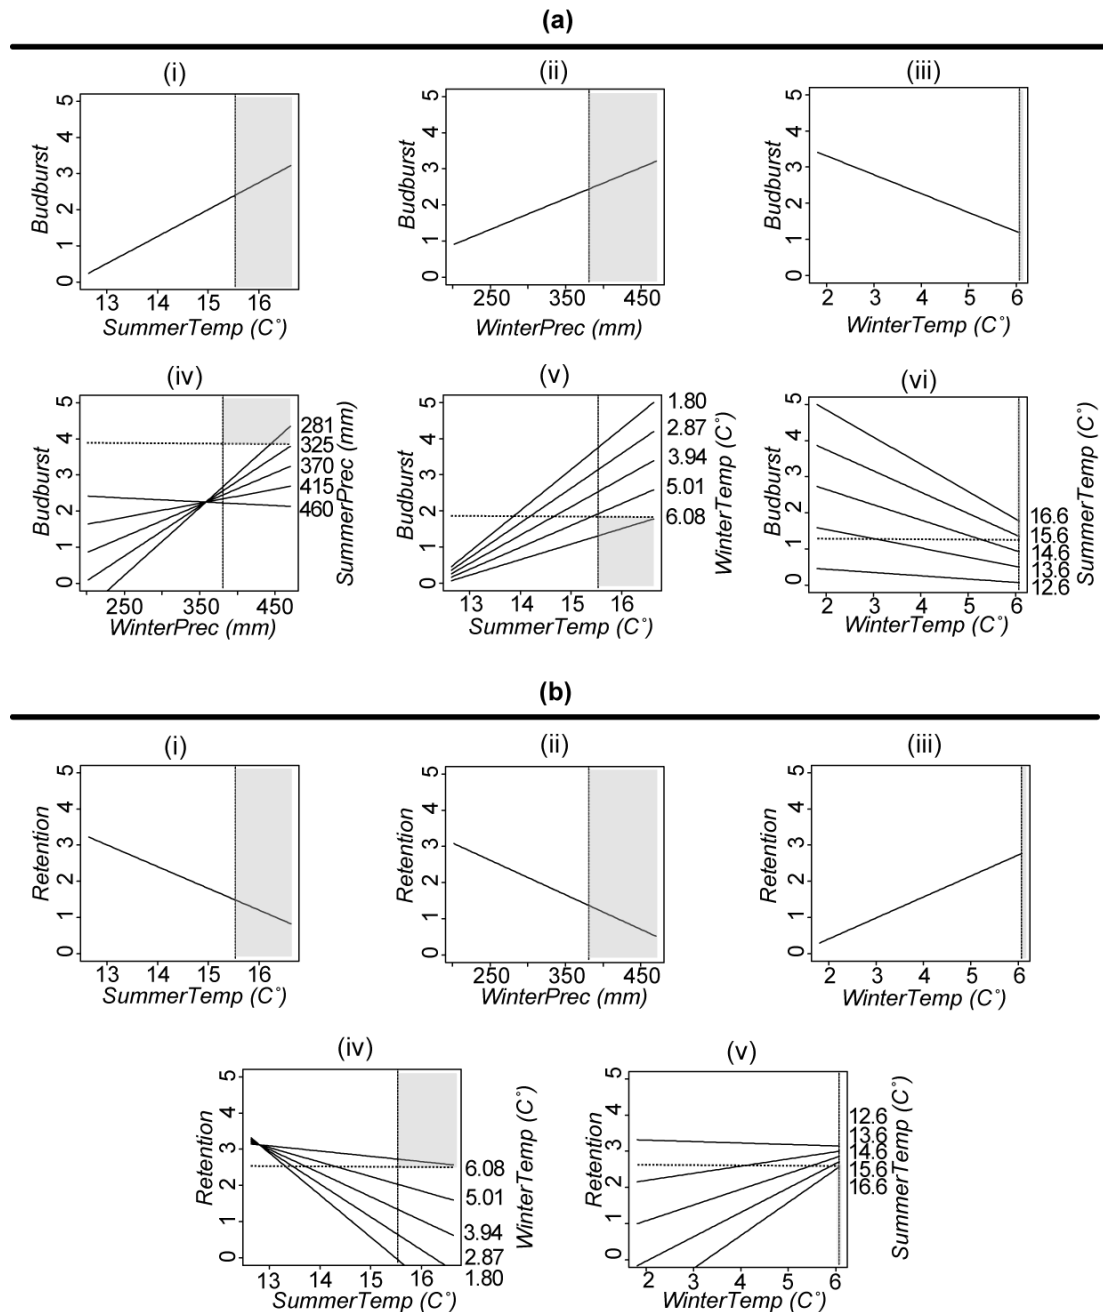 (a)
(i)
Budburst
0 1 2 3 4 5
13 14 15 16
SummerTemp (C°)
(ii)
Budburst
0 1 2 3 4 5
250 350 450
WinterPrec (mm)
(iii)
Budburst
0 1 2 3 4 5
2 3 4 5 6
WinterTemp (C°)
(iv)
Budburst
0 1 2 3 4 5
250 350 450
WinterPrec (mm)
281
325
370
415
460
SummerPrec (mm)
(v)
Budburst
0 1 2 3 4 5
13 14 15 16
SummerTemp (C°)
1.80
2.87
3.94
5.01
6.08
WinterTemp (C°)
(vi)
Budburst
0 1 2 3 4 5
2 3 4 5 6
WinterTemp (C°)
16.6
15.6
14.6
13.6
12.6
SummerTemp (C°)
(b)
(i)
Retention
0 1 2 3 4 5
13 14 15 16
SummerTemp (C°)
(ii)
Retention
0 1 2 3 4 5
250 350 450
WinterPrec (mm)
(iii)
Retention
0 1 2 3 4 5
2 3 4 5 6
WinterTemp (C°)
(iv)
Retention
0 1 2 3 4 5
13 14 15 16
SummerTemp (C°)
6.08
5.01
3.94
2.87
1.80
WinterTemp (C°)
(v)
Retention
0 1 2 3 4 5
2 3 4 5 6
WinterTemp (C°)
12.6
13.6
14.6
15.6
16.6
SummerTemp (C°)